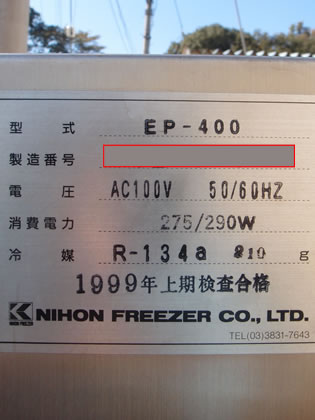 型式 EP-400
製造番号
電圧 AC100V 50/60HZ
消費電力 275/290W
冷媒 R-134a 810 g
1999年上期検査合格
NIHON FREEZER CO., LTD.
TEL(03)3831-7643